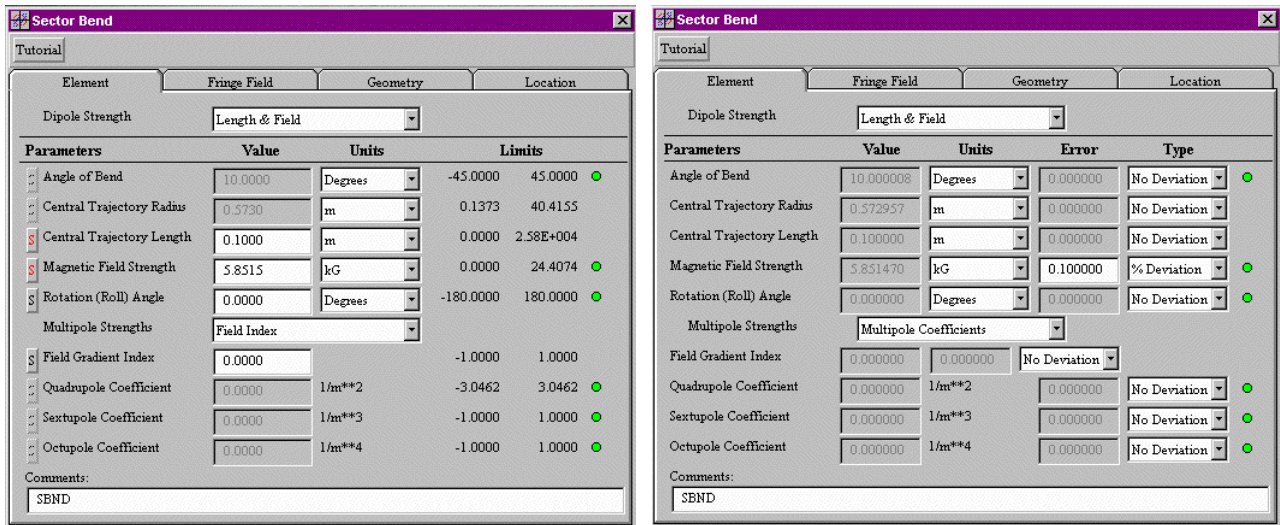 Sector Bend
Tutorial
Element Fringe Field Geometry Location
Dipole Strength Length & Field
Parameters Value Units Limits
S Angle of Bend 10.0000 Degrees -45.0000 45.0000
S Central Trajectory Radius 0.5730 m 0.1373 40.4155
S Central Trajectory Length 0.1000 m 0.0000 2.58E+004
S Magnetic Field Strength 5.8515 kG 0.0000 24.4074
S Rotation (Roll) Angle 0.0000 Degrees -180.0000 180.0000
Multipole Strengths Field Index
S Field Gradient Index 0.0000 -1.0000 1.0000
S Quadrupole Coefficient 0.0000 1/m**2 -3.0462 3.0462
S Sextupole Coefficient 0.0000 1/m**3 -1.0000 1.0000
S Octupole Coefficient 0.0000 1/m**4 -1.0000 1.0000
Comments:
SBND
Sector Bend
Tutorial
Element Fringe Field Geometry Location
Dipole Strength Length & Field
Parameters Value Units Error Type
Angle of Bend 10.000008 Degrees 0.000000 No Deviation
Central Trajectory Radius 0.572957 m 0.000000 No Deviation
Central Trajectory Length 0.100000 m 0.000000 No Deviation
Magnetic Field Strength 5.851470 kG 0.100000 % Deviation
Rotation (Roll) Angle 0.000000 Degrees 0.000000 No Deviation
Multipole Strengths Multipole Coefficients
Field Gradient Index 0.000000 0.000000 No Deviation
Quadrupole Coefficient 0.000000 1/m**2 0.000000 No Deviation
Sextupole Coefficient 0.000000 1/m**3 0.000000 No Deviation
Octupole Coefficient 0.000000 1/m**4 0.000000 No Deviation
Comments:
SBND